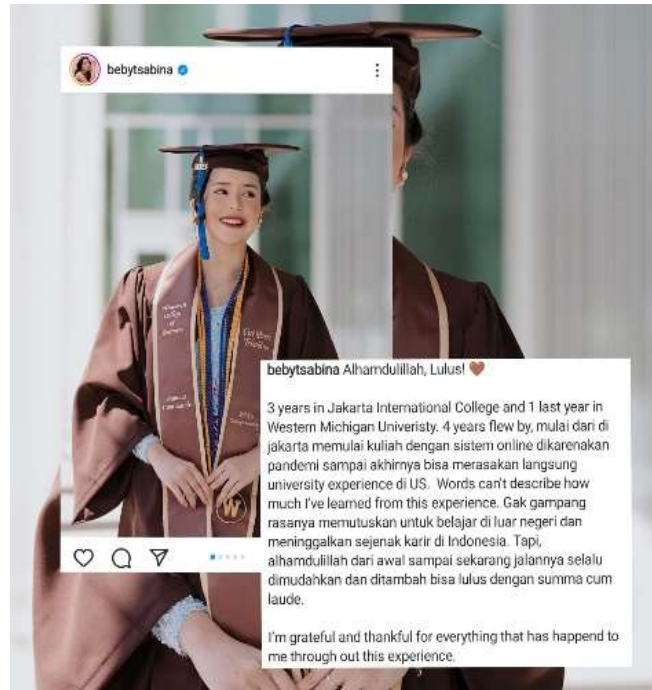 bebytsabina
bebytsabina Alhamdulillah, Lulus! 🤎
3 years in Jakarta International College and 1 last year in
Western Michigan Univeristy. 4 years flew by, mulai dari di
jakarta memulai kuliah dengan sistem online dikarenakan
pandemi sampai akhirnya bisa merasakan langsung
university experience di US. Words can't describe how
much I've learned from this experience. Gak gampang
rasanya memutuskan untuk belajar di luar negeri dan
meninggalkan sejenak karir di Indonesia. Tapi,
alhamdulillah dari awal sampai sekarang jalannya selalu
dimudahkan dan ditambah bisa lulus dengan summa cum
laude.
I'm grateful and thankful for everything that has happend to
me through out this experience.
W